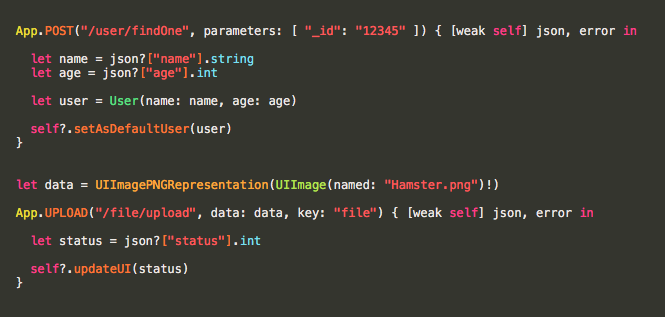 App.POST("/user/findOne", parameters: [ "_id": "12345" ]) { [weak self] json, error in
let name = json?["name"].string
let age = json?["age"].int
let user = User(name: name, age: age)
self?.setAsDefaultUser(user)
}
let data = UIImagePNGRepresentation(UIImage(named: "Hamster.png")!)
App.UPLOAD("/file/upload", data: data, key: "file") { [weak self] json, error in
let status = json?["status"].int
self?.updateUI(status)
}